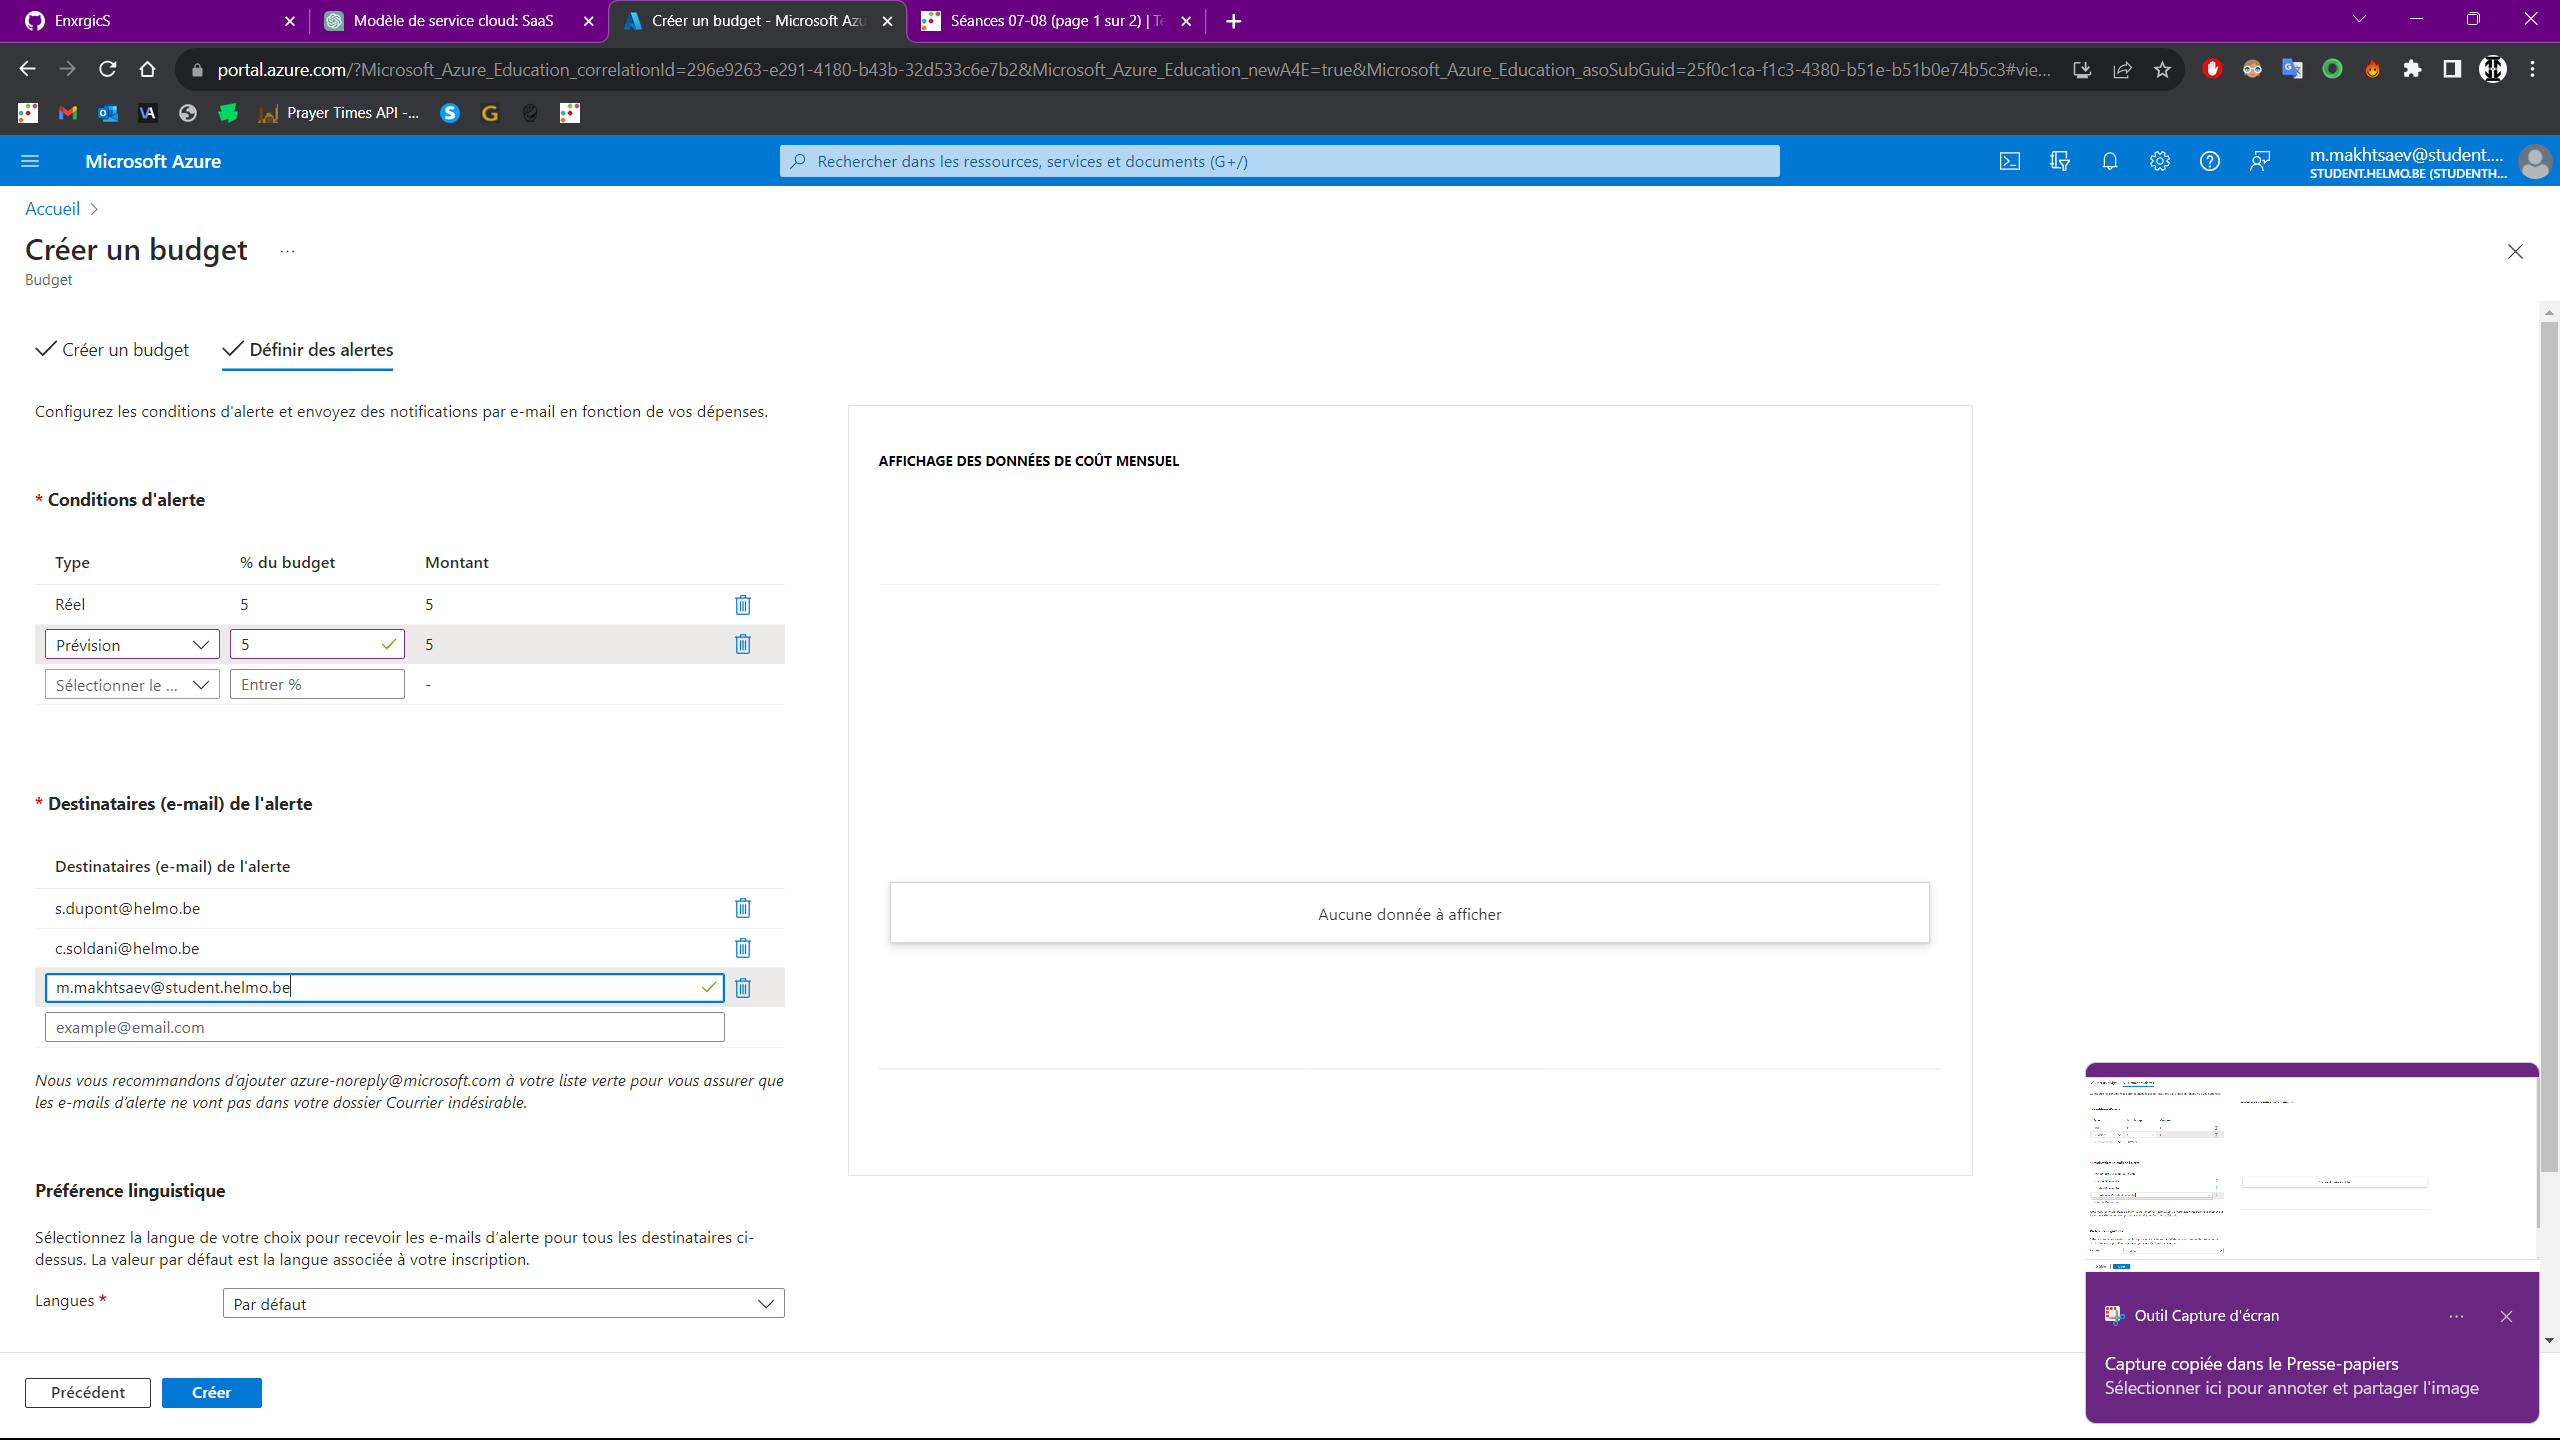 EnxrgicS
Modèle de service cloud: SaaS
Créer un budget - Microsoft Azu
Séances 07-08 (page 1 sur 2) | Te
portal.azure.com/?Microsoft_Azure_Education_correlationId=296e9263-e291-4180-b43b-32d533c6e7b2&Microsoft_Azure_Education_newA4E=true&Microsoft_Azure_Education_asoSubGuid=25f0c1ca-f1c3-4380-b51e-b51b0e74b5c3#vie...
Prayer Times API -...
Microsoft Azure
Rechercher dans les ressources, services et documents (G+/)
m.makhtsaev@student....
STUDENT.HELMO.BE (STUDENTH...
Accueil
Créer un budget ...
Budget
Créer un budget
Définir des alertes
Configurez les conditions d'alerte et envoyez des notifications par e-mail en fonction de vos dépenses.
* Conditions d'alerte
Type % du budget Montant
Réel 5 5
Prévision 5 5
Sélectionner le ... Entrer % -
* Destinataires (e-mail) de l'alerte
Destinataires (e-mail) de l'alerte
s.dupont@helmo.be
c.soldani@helmo.be
m.makhtsaev@student.helmo.be
example@email.com
Nous vous recommandons d'ajouter azure-noreply@microsoft.com à votre liste verte pour vous assurer que
les e-mails d'alerte ne vont pas dans votre dossier Courrier indésirable.
Préférence linguistique
Sélectionnez la langue de votre choix pour recevoir les e-mails d'alerte pour tous les destinataires ci-
dessus. La valeur par défaut est la langue associée à votre inscription.
Langues * Par défaut
Précédent
Créer
AFFICHAGE DES DONNÉES DE COÛT MENSUEL
Aucune donnée à afficher
Outil Capture d'écran
Capture copiée dans le Presse-papiers
Sélectionner ici pour annoter et partager l'image